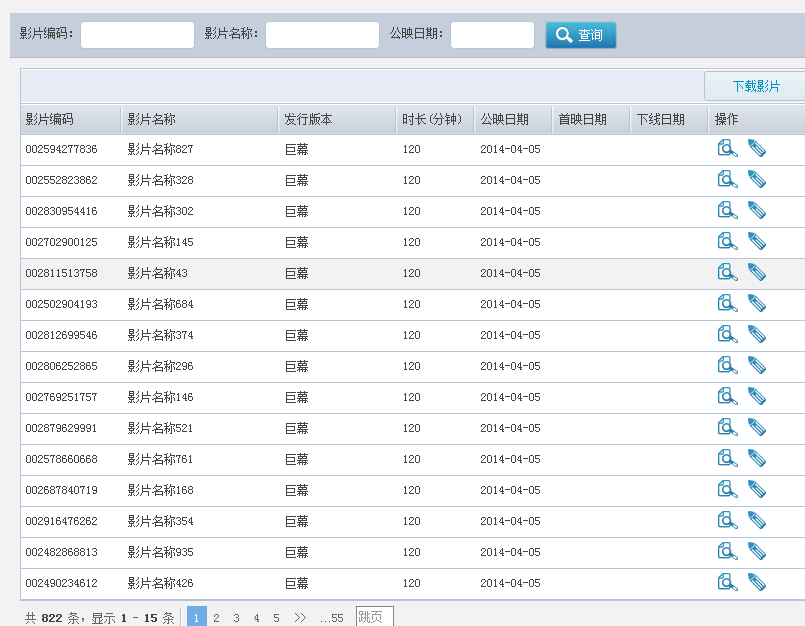 影片编码： 影片名称： 公映日期： 查询
下载影片
影片编码 影片名称 发行版本 时长(分钟) 公映日期 首映日期 下线日期 操作
002594277836 影片名称827 巨幕 120 2014-04-05
002552823862 影片名称328 巨幕 120 2014-04-05
002830954416 影片名称302 巨幕 120 2014-04-05
002702900125 影片名称145 巨幕 120 2014-04-05
002811513758 影片名称43 巨幕 120 2014-04-05
002502904193 影片名称684 巨幕 120 2014-04-05
002812699546 影片名称374 巨幕 120 2014-04-05
002806252865 影片名称296 巨幕 120 2014-04-05
002769251757 影片名称146 巨幕 120 2014-04-05
002879629991 影片名称521 巨幕 120 2014-04-05
002578660668 影片名称761 巨幕 120 2014-04-05
002687840719 影片名称168 巨幕 120 2014-04-05
002916476262 影片名称354 巨幕 120 2014-04-05
002482868813 影片名称935 巨幕 120 2014-04-05
002490234612 影片名称426 巨幕 120 2014-04-05
共 822 条，显示 1 - 15 条 1 2 3 4 5 >> ...55 跳页